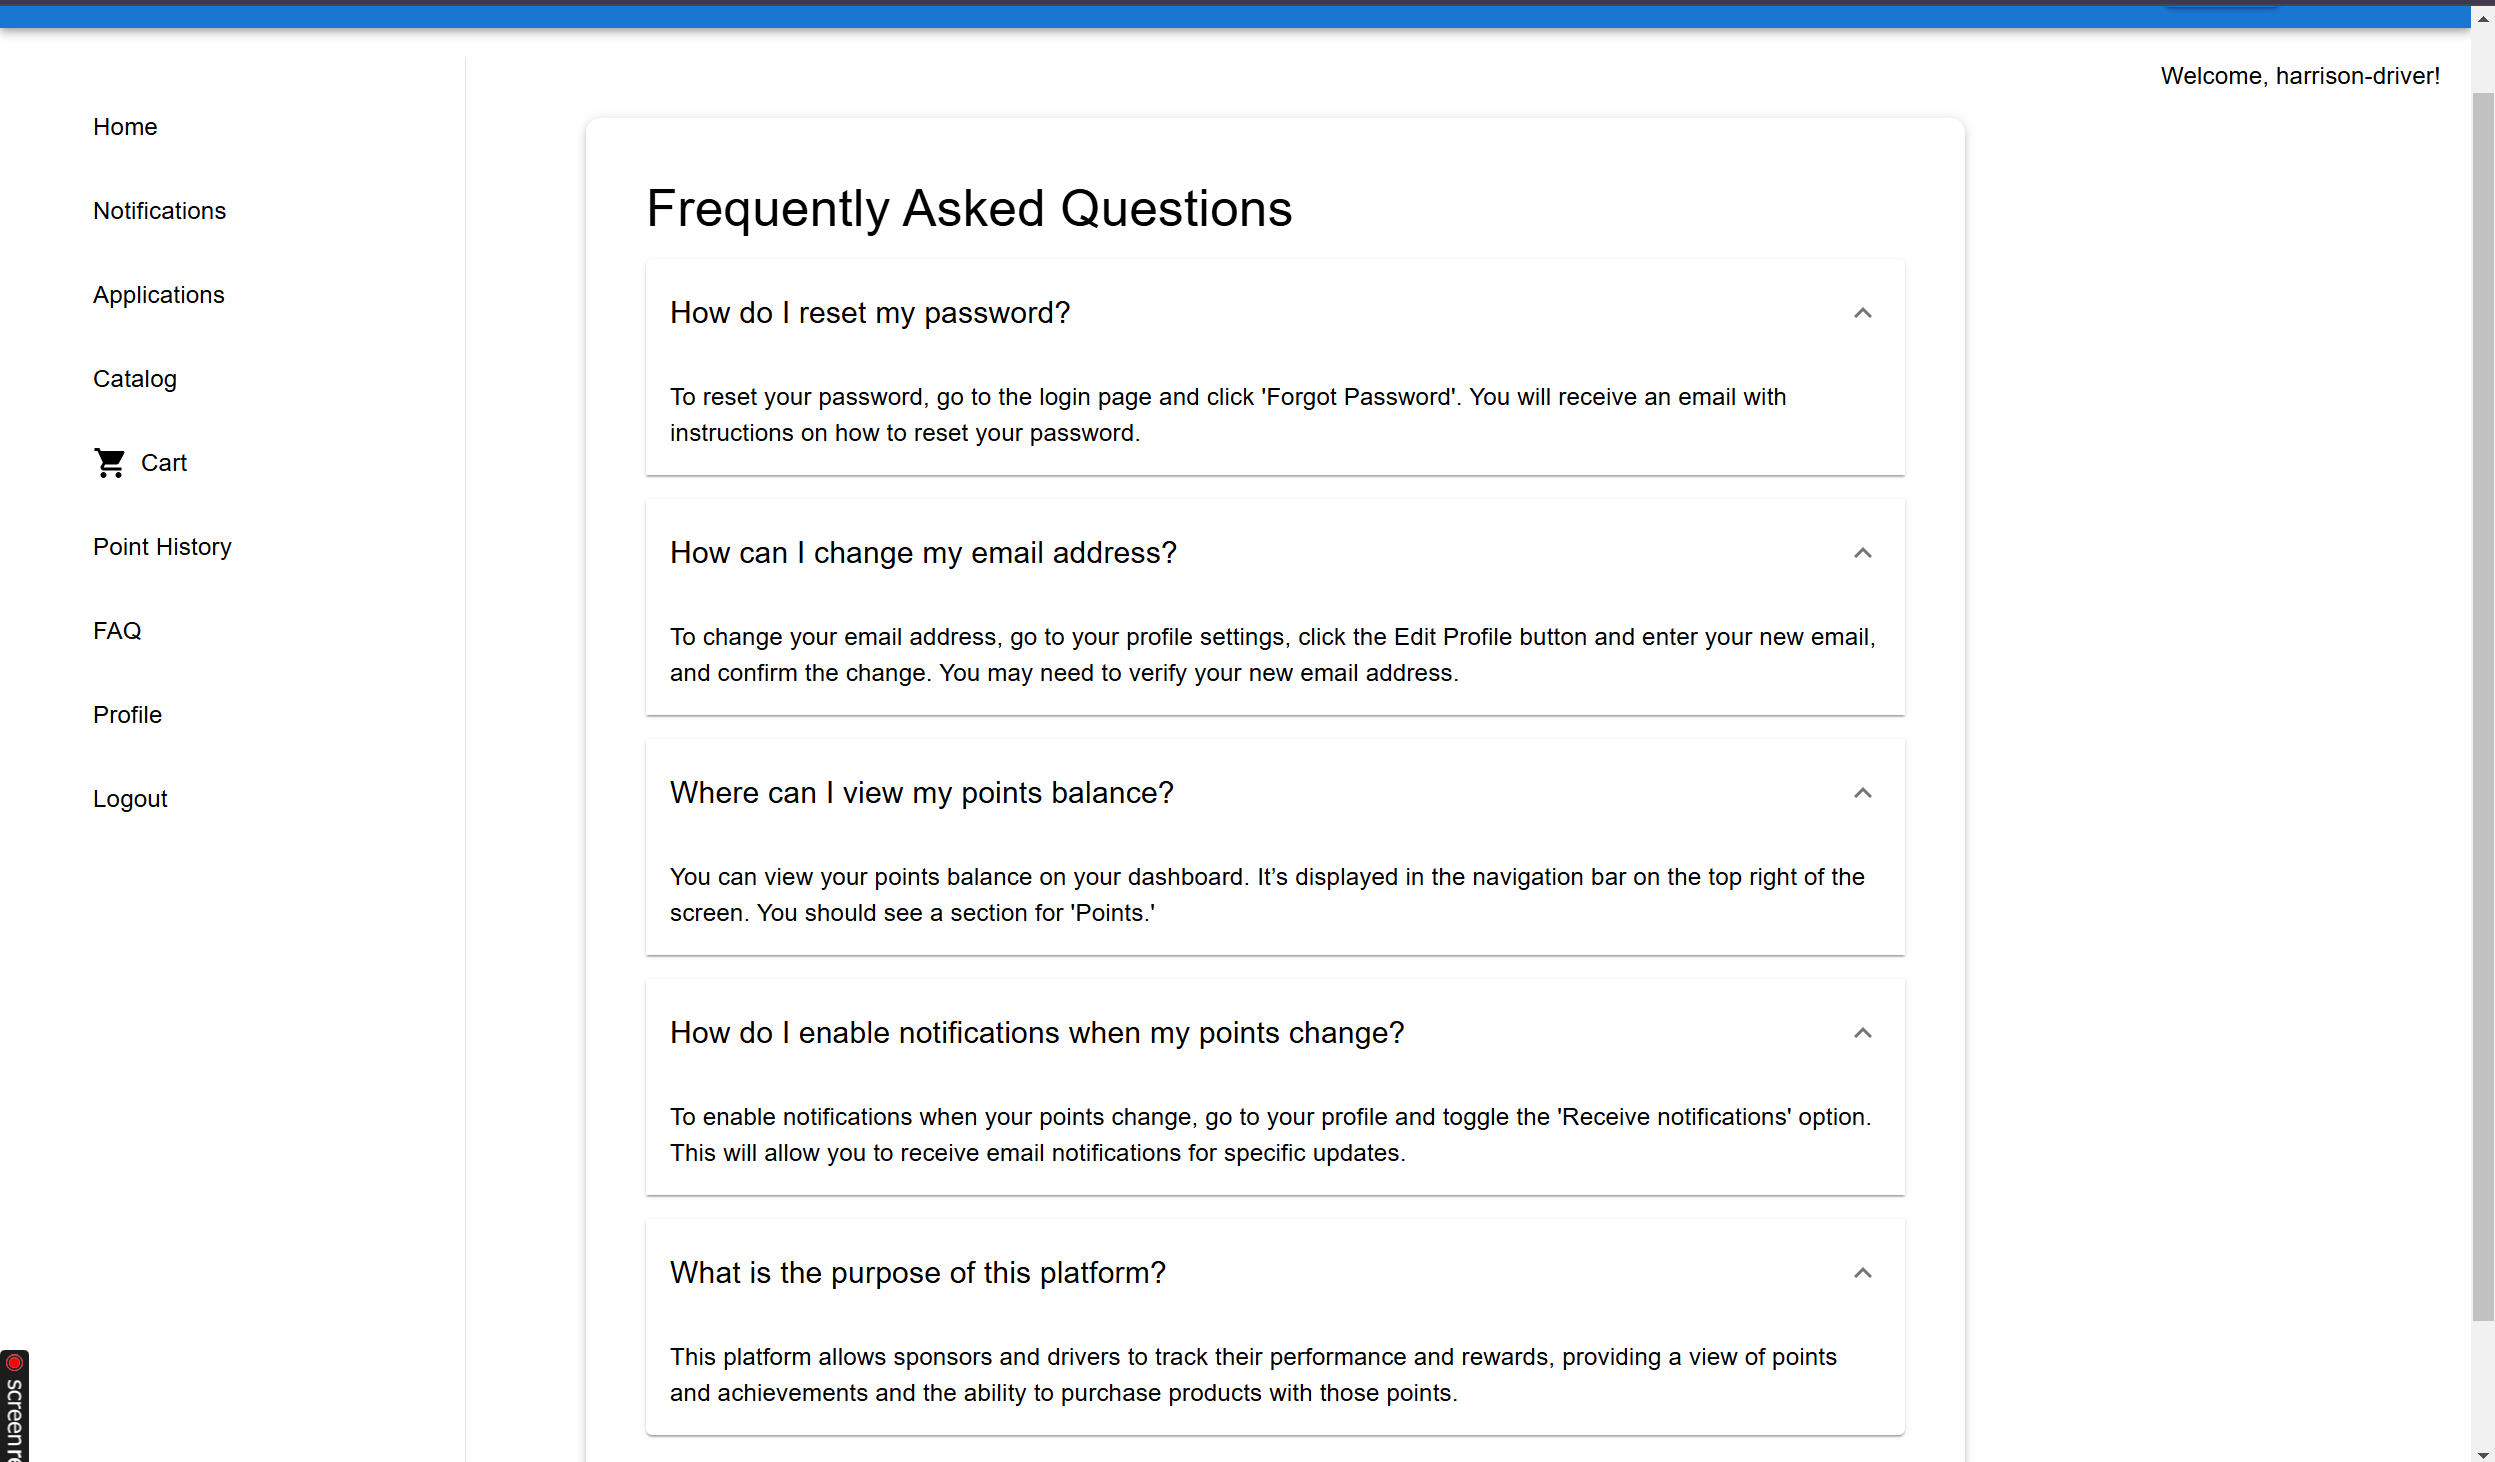 Welcome, harrison-driver!
Home
Notifications
Applications
Catalog
Cart
Point History
FAQ
Profile
Logout
Frequently Asked Questions
How do I reset my password?
To reset your password, go to the login page and click 'Forgot Password'. You will receive an email with
instructions on how to reset your password.
How can I change my email address?
To change your email address, go to your profile settings, click the Edit Profile button and enter your new email,
and confirm the change. You may need to verify your new email address.
Where can I view my points balance?
You can view your points balance on your dashboard. It’s displayed in the navigation bar on the top right of the
screen. You should see a section for 'Points.'
How do I enable notifications when my points change?
To enable notifications when your points change, go to your profile and toggle the 'Receive notifications' option.
This will allow you to receive email notifications for specific updates.
What is the purpose of this platform?
This platform allows sponsors and drivers to track their performance and rewards, providing a view of points
and achievements and the ability to purchase products with those points.
screen